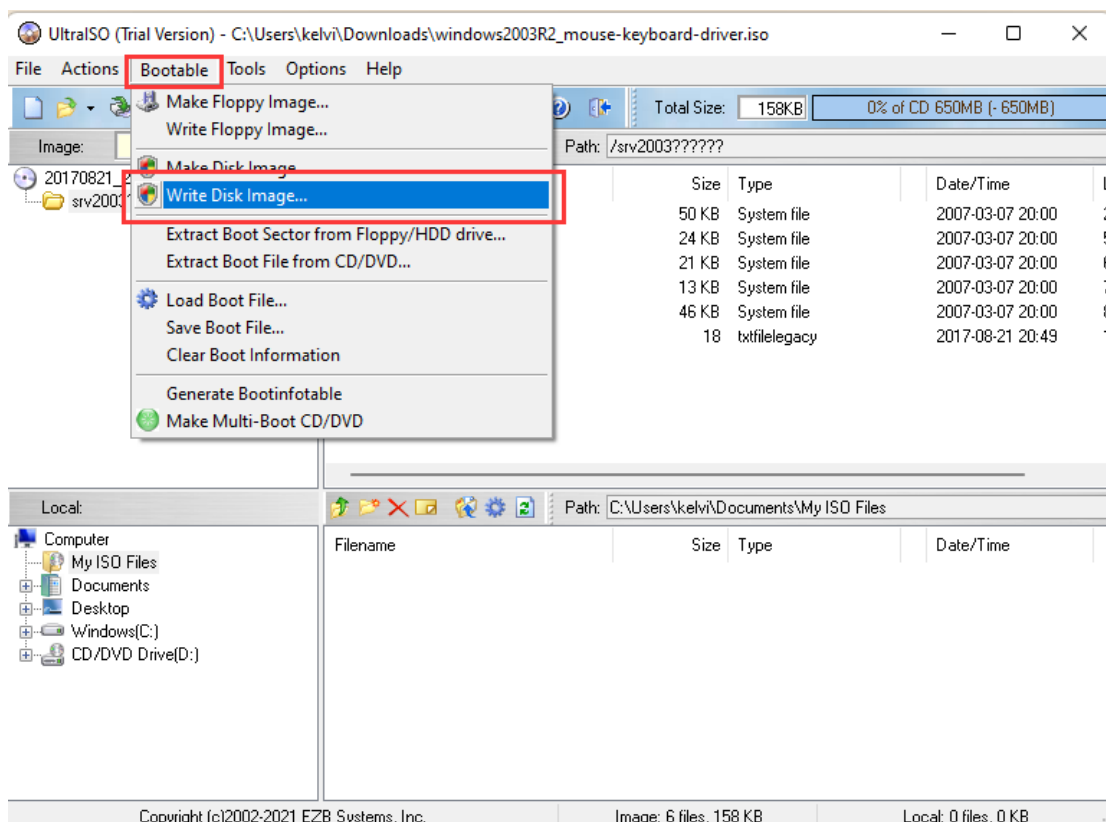 UltraISO (Trial Version) - C:\Users\kelvi\Downloads\windows2003R2_mouse-keyboard-driver.iso
File Actions Bootable Tools Options Help
Total Size: 158KB 0% of CD 650MB (- 650MB)
Make Floppy Image...
Write Floppy Image...
Make Disk Image...
Write Disk Image...
Extract Boot Sector from Floppy/HDD drive...
Extract Boot File from CD/DVD...
Load Boot File...
Save Boot File...
Clear Boot Information
Generate Bootinfotable
Make Multi-Boot CD/DVD
Image:
Path: /srv2003??????
20170821_2
srv2003
Size Type Date/Time
50 KB System file 2007-03-07 20:00
24 KB System file 2007-03-07 20:00
21 KB System file 2007-03-07 20:00
13 KB System file 2007-03-07 20:00
46 KB System file 2007-03-07 20:00
18 txtfilelegacy 2017-08-21 20:49
Local:
Path: C:\Users\kelvi\Documents\My ISO Files
Computer
My ISO Files
Documents
Desktop
Windows(C:)
CD/DVD Drive(D:)
Filename Size Type Date/Time
Copyright (c)2002-2021 EZB Systems, Inc. Image: 6 files, 158 KB Local: 0 files, 0 KB